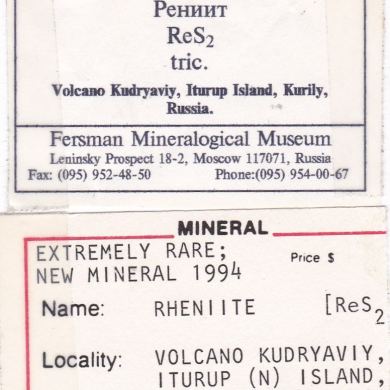 Рениит
ReS₂
tric.
Volcano Kudryaviy, Iturup Island, Kurily,
Russia.
Fersman Mineralogical Museum
Leninsky Prospect 18-2, Moscow 117071, Russia
Fax: (095) 952-48-50 Phone:(095) 954-00-67
MINERAL
EXTREMELY RARE;
NEW MINERAL 1994
Price $
Name: RHENIITE [ReS₂
Locality: VOLCANO KUDRYAVIY,
ITURUP (N) ISLAND,